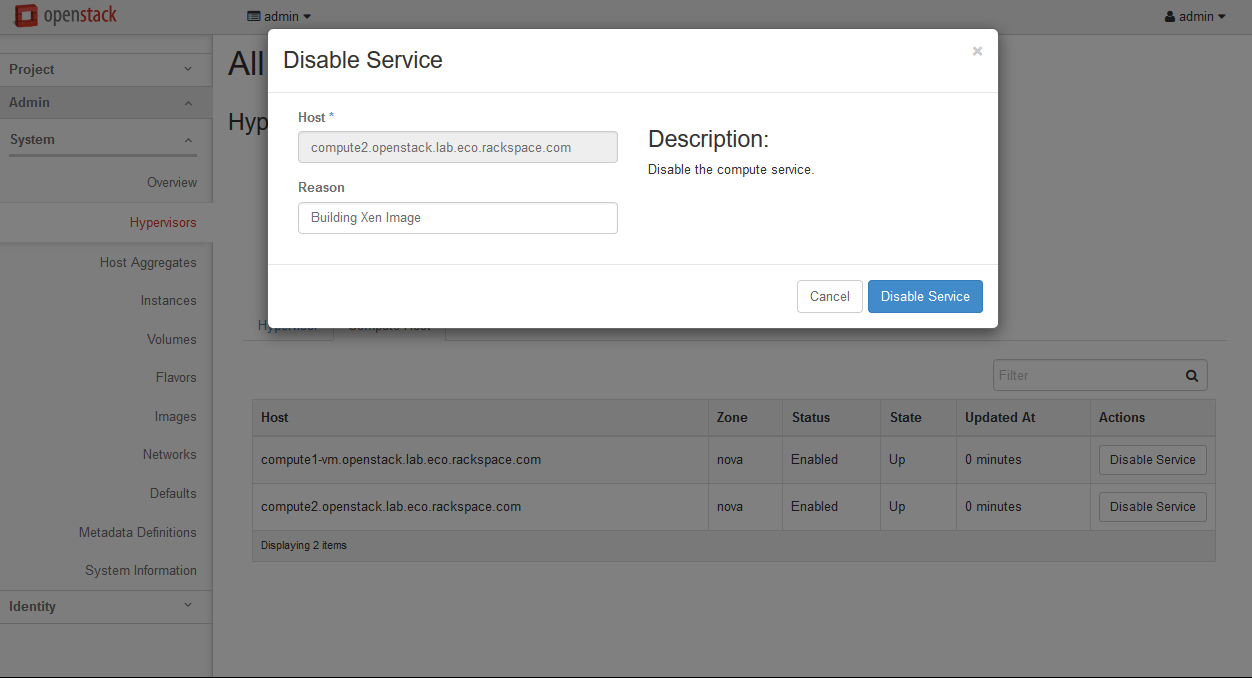 openstack
admin
admin
Project
Admin
System
Overview
Hypervisors
Host Aggregates
Instances
Volumes
Flavors
Images
Networks
Defaults
Metadata Definitions
System Information
Identity
All
Hyp
Disable Service
×
Host *
compute2.openstack.lab.eco.rackspace.com
Reason
Building Xen Image
Description:
Disable the compute service.
Cancel
Disable Service
Hypervisor
Compute Host
Filter
Host Zone Status State Updated At Actions
compute1-vm.openstack.lab.eco.rackspace.com nova Enabled Up 0 minutes Disable Service
compute2.openstack.lab.eco.rackspace.com nova Enabled Up 0 minutes Disable Service
Displaying 2 items